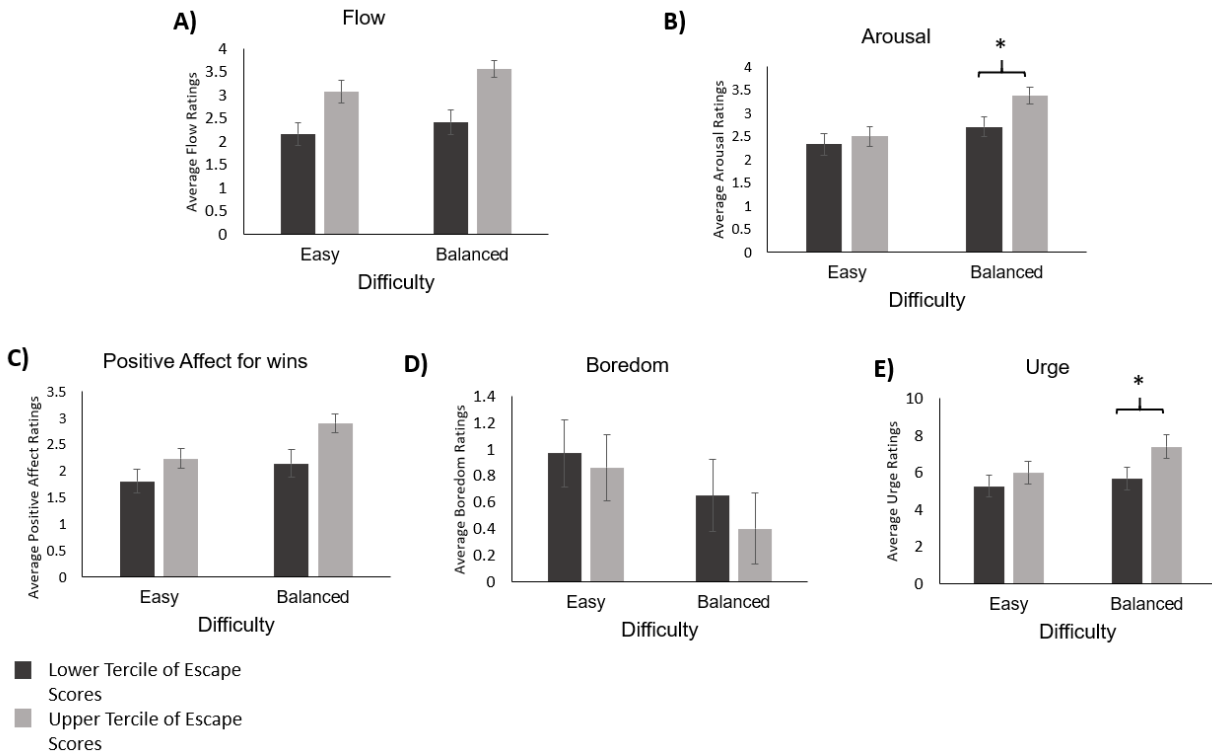 A)
Flow
Average Flow Ratings
4
3.5
3
2.5
2
1.5
1
0.5
0
Easy
Balanced
Difficulty
B)
Arousal
*
Average Arousal Ratings
4
3.5
3
2.5
2
1.5
1
0.5
0
Easy
Balanced
Difficulty
C)
Positive Affect for wins
Average Positive Affect Ratings
3.5
3
2.5
2
1.5
1
0.5
0
Easy
Balanced
Difficulty
D)
Boredom
Average Boredom Ratings
1.4
1.2
1
0.8
0.6
0.4
0.2
0
Easy
Balanced
Difficulty
E)
Urge
*
Average Urge Ratings
10
8
6
4
2
0
Easy
Balanced
Difficulty
Lower Tercile of Escape
Scores
Upper Tercile of Escape
Scores